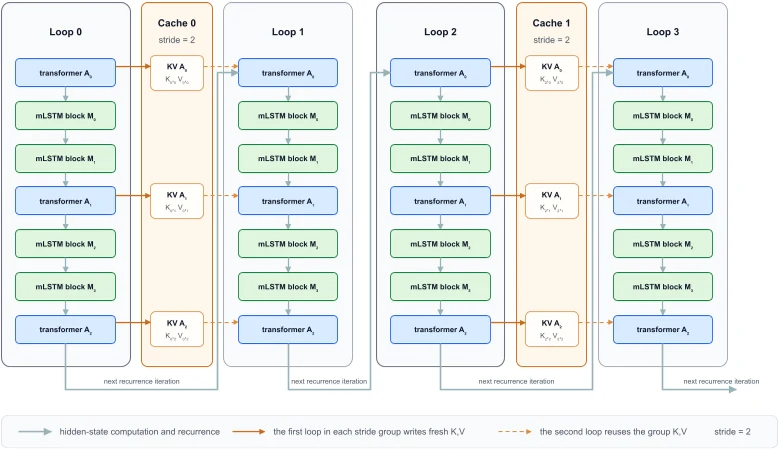 Loop 0
Cache 0
stride = 2
Loop 1
Loop 2
Cache 1
stride = 2
Loop 3
transformer A₀
KV A₀
transformer A₀
transformer A₀
KV A₀
transformer A₀
mLSTM block M₀
mLSTM block M₀
mLSTM block M₀
mLSTM block M₀
mLSTM block M₁
mLSTM block M₁
mLSTM block M₁
mLSTM block M₁
transformer A₁
KV A₁
transformer A₁
transformer A₁
KV A₁
transformer A₁
mLSTM block M₂
mLSTM block M₂
mLSTM block M₂
mLSTM block M₂
mLSTM block M₃
mLSTM block M₃
mLSTM block M₃
mLSTM block M₃
transformer A₂
KV A₂
transformer A₂
transformer A₂
KV A₂
transformer A₂
next recurrence iteration
next recurrence iteration
next recurrence iteration
next recurrence iteration
hidden-state computation and recurrence
the first loop in each stride group writes fresh K,V
the second loop reuses the group K,V
stride = 2